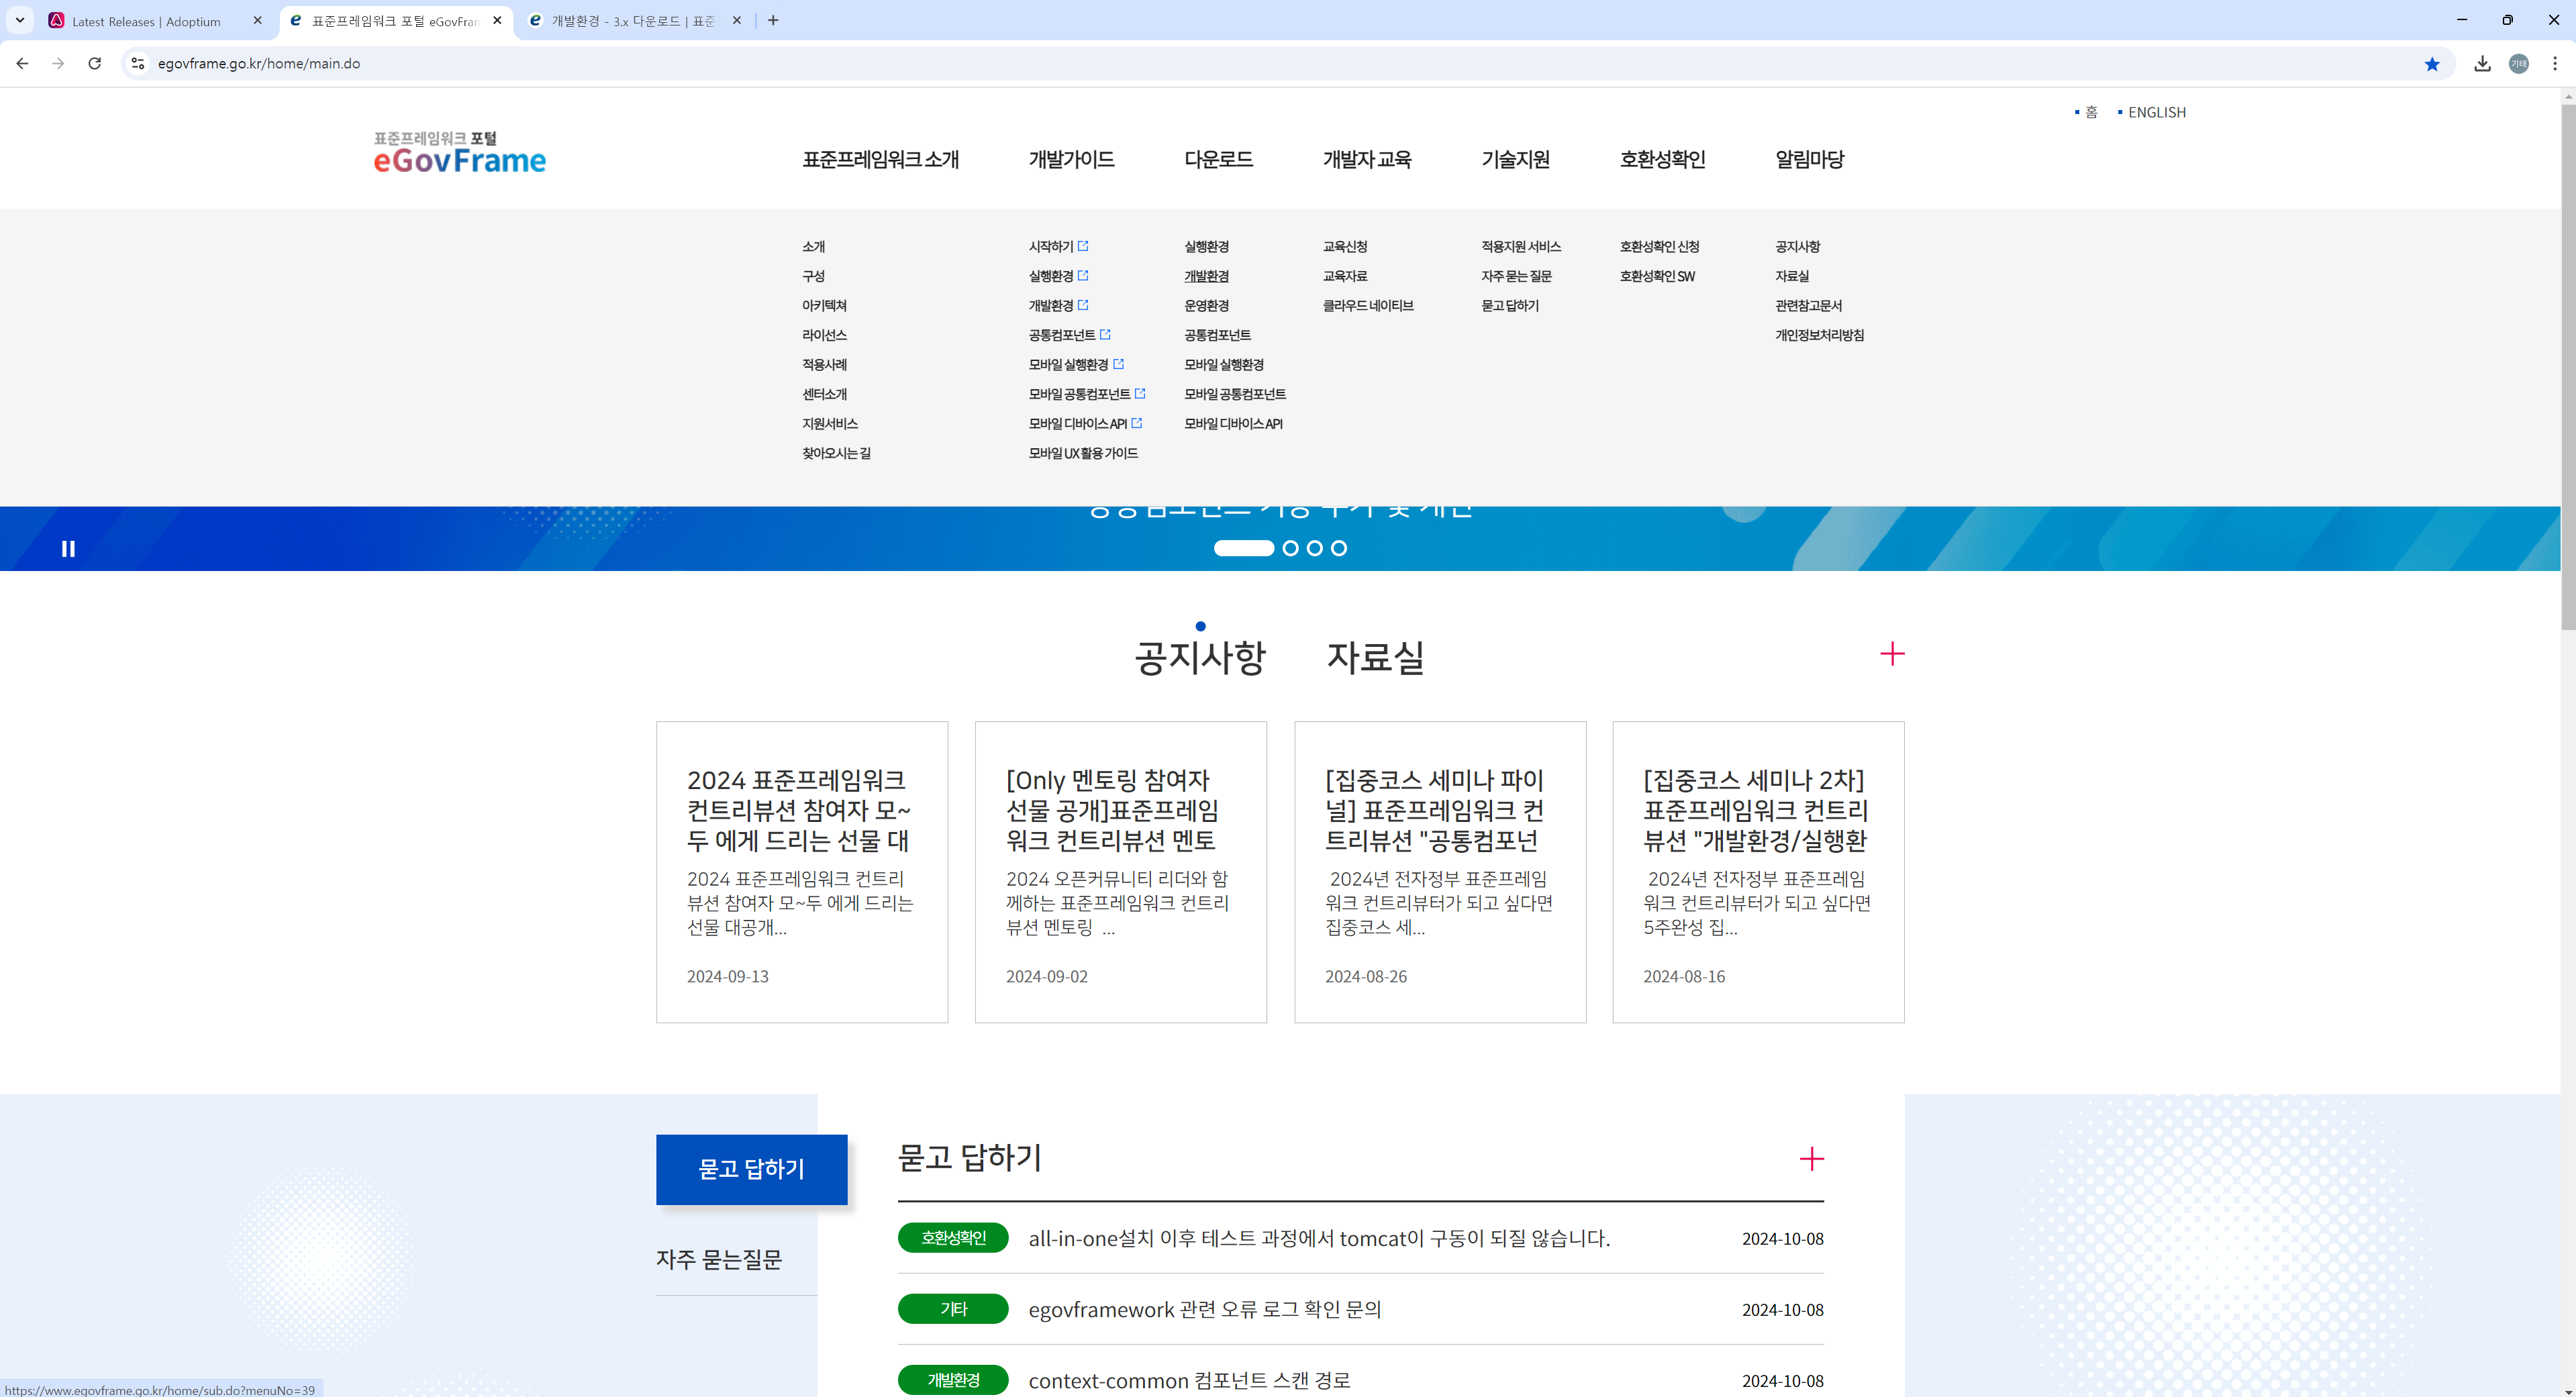 Latest Releases | Adoptium
표준프레임워크 포털 eGovFran
개발환경 - 3.x 다운로드 | 표준
egovframe.go.kr/home/main.do
기태
홈
ENGLISH
표준프레임워크 포털
eGovFrame
표준프레임워크 소개
개발가이드
다운로드
개발자 교육
기술지원
호환성확인
알림마당
소개
구성
아키텍쳐
라이선스
적용사례
센터소개
지원서비스
찾아오시는 길
시작하기
실행환경
개발환경
공통컴포넌트
모바일 실행환경
모바일 공통컴포넌트
모바일 디바이스 API
모바일 UX 활용 가이드
실행환경
개발환경
운영환경
공통컴포넌트
모바일 실행환경
모바일 공통컴포넌트
모바일 디바이스 API
교육신청
교육자료
클라우드 네이티브
적용지원 서비스
자주 묻는 질문
묻고 답하기
호환성확인 신청
호환성확인 SW
공지사항
자료실
관련참고문서
개인정보처리방침
공지사항
자료실
2024 표준프레임워크
컨트리뷰션 참여자 모~
두 에게 드리는 선물 대
2024 표준프레임워크 컨트리
뷰션 참여자 모~두 에게 드리는
선물 대공개...
2024-09-13
[Only 멘토링 참여자
선물 공개]표준프레임
워크 컨트리뷰션 멘토
2024 오픈커뮤니티 리더와 함
께하는 표준프레임워크 컨트리
뷰션 멘토링 ...
2024-09-02
[집중코스 세미나 파이
널] 표준프레임워크 컨
트리뷰션 "공통컴포넌
2024년 전자정부 표준프레임
워크 컨트리뷰터가 되고 싶다면
집중코스 세...
2024-08-26
[집중코스 세미나 2차]
표준프레임워크 컨트리
뷰션 "개발환경/실행환
2024년 전자정부 표준프레임
워크 컨트리뷰터가 되고 싶다면
5주완성 집...
2024-08-16
묻고 답하기
자주 묻는질문
묻고 답하기
호환성확인 all-in-one설치 이후 테스트 과정에서 tomcat이 구동이 되질 않습니다. 2024-10-08
기타 egovframework 관련 오류 로그 확인 문의 2024-10-08
개발환경 context-common 컴포넌트 스캔 경로 2024-10-08
https://www.egovframe.go.kr/home/sub.do?menuNo=39